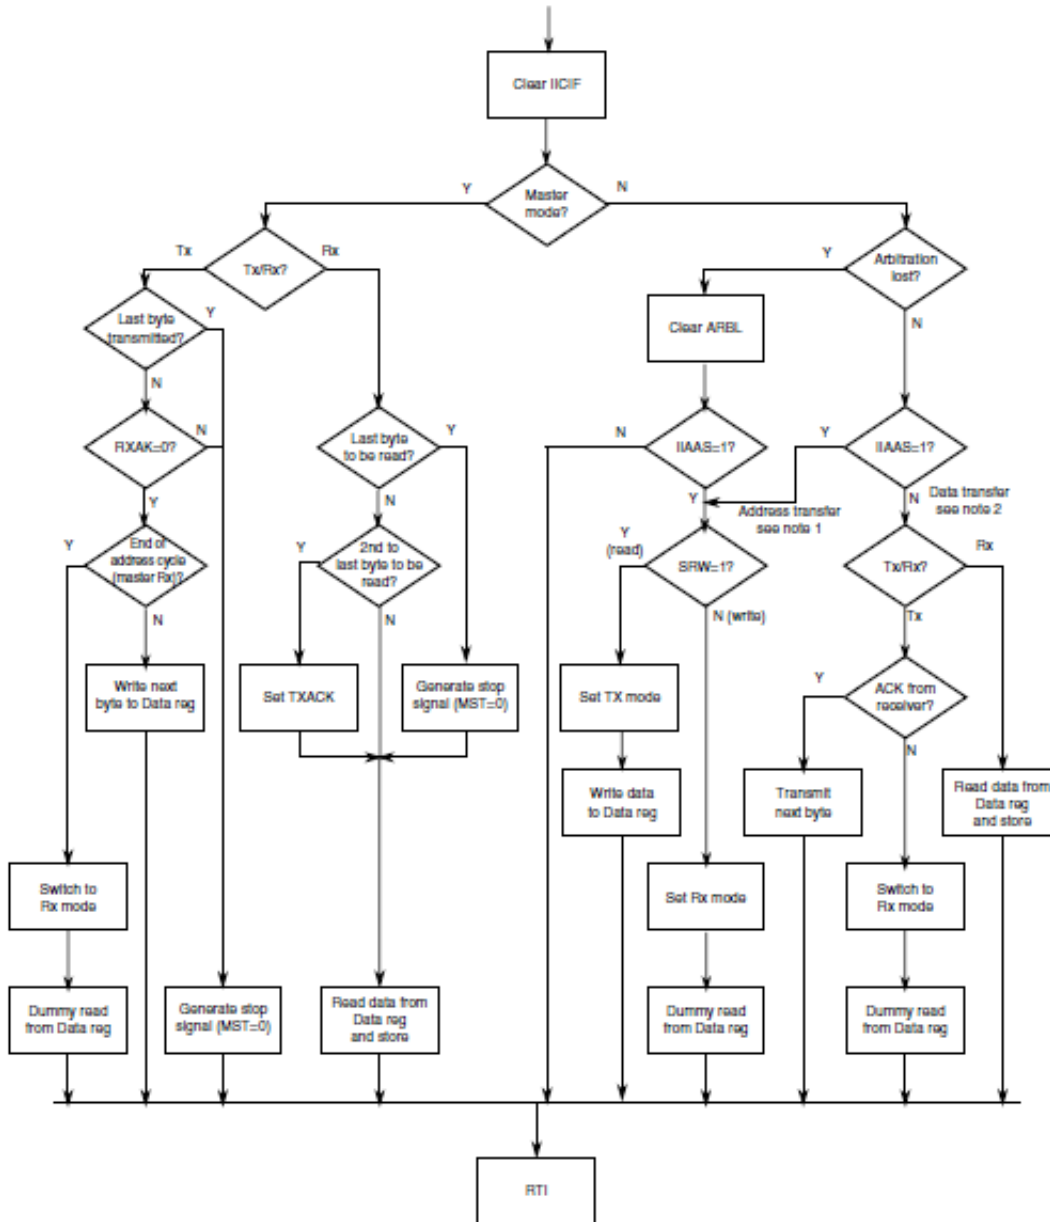 Clear IICIF
Y
Master
mode?
N
Tx
Tx/Rx?
Rx
Y
Arbitration
lost?
Last byte
transmitted?
Y
Clear ARBL
N
N
RXAK=0?
N
Last byte
to be read?
Y
N
IIAAS=1?
Y
IIAAS=1?
Y
N
Y
Address transfer
see note 1
N
Data transfer
see note 2
Y
End of
address cycle
(master Rx)?
Y
2nd to
last byte to be
read?
Y
(read)
SRW=1?
Tx/Rx?
Rx
N
N
N (write)
Tx
Write next
byte to Data reg
Set TXACK
Generate stop
signal (MST=0)
Set TX mode
Y
ACK from
receiver?
N
Write data
to Data reg
Transmit
next byte
Read data from
Data reg
and store
Switch to
Rx mode
Set Rx mode
Switch to
Rx mode
Dummy read
from Data reg
Generate stop
signal (MST=0)
Read data from
Data reg
and store
Dummy read
from Data reg
Dummy read
from Data reg
RTI